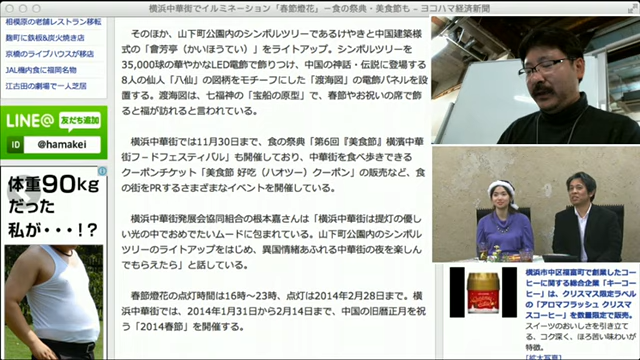 横浜中華街でイルミネーション「春節燈花」－食の祭典・美食節も - ヨコハマ経済新聞
相模原の老舗レストラン移転
麹町に鉄板&炭火焼き店
京橋のライブハウスが移店
JAL機内食に福岡名物
江古田の劇場で一人芝居
LINE@ 友だち追加
ID @hamakei
体重90kg
だった
私が・・・!?
そのほか、山下町公園内のシンボルツリーであるけやきと中国建築様
式の「會芳亭（かいほうてい）」をライトアップ。シンボルツリーを
35,000球の華やかなLED電飾で飾りつけ、中国の神話・伝説に登場する
8人の仙人「八仙」の図柄をモチーフにした「渡海図」の電飾パネルを設
置する。渡海図は、七福神の「宝船の原型」で、春節やお祝いの席で飾
ると福が訪れると言われている。
横浜中華街では11月30日まで、食の祭典「第6回『美食節』横濱中華
街フードフェスティバル」も開催しており、中華街を食べ歩きできる
クーポンチケット「美食節 好吃（ハオツー）クーポン」の販売など、食
の街をPRするさまざまなイベントを開催している。
横浜中華街発展会協同組合の根本嘉さんは「横浜中華街は提灯の優し
い光の中でおめでたいムードに包まれている。山下町公園内のシンボル
ツリーのライトアップをはじめ、異国情緒あふれる中華街の夜を楽しん
でもらえたら」と話している。
春節燈花の点灯時間は16時～23時、点灯は2014年2月28日まで。横
浜中華街では、2014年1月31日から2月14日まで、中国の旧暦正月を祝
う「2014春節」を開催する。
横浜市中区福富町で創業したコー
ヒーに関する総合企業「キーコーヒ
ー」は、クリスマス限定ラベル
の「アロマフラッシュ クリスマ
スコーヒー」を数量限定で販売。
スイーツのおいしさを引き立て
る、コク深く、ほろ苦い味わいが
特徴。
[拡大写真]